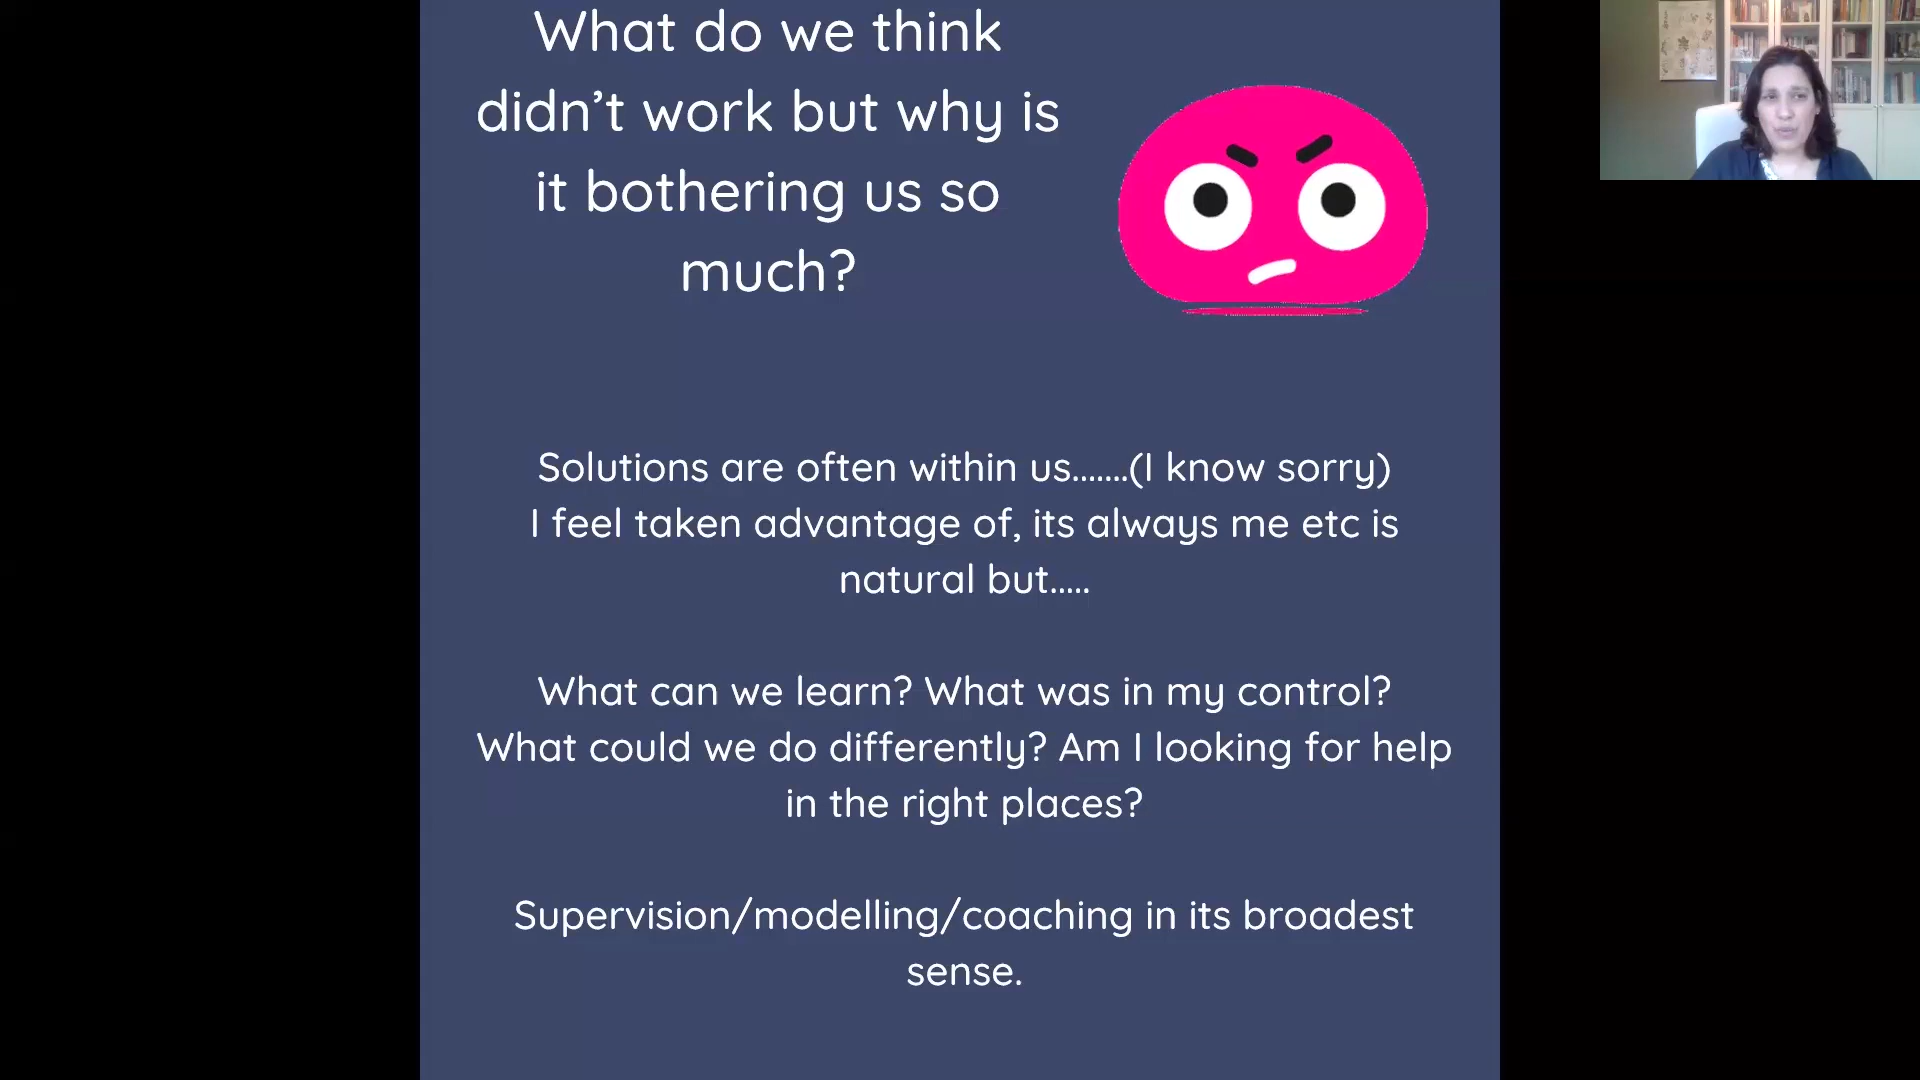 What do we think
didn’t work but why is
it bothering us so
much?
Solutions are often within us.......(I know sorry)
I feel taken advantage of, its always me etc is
natural but.....
What can we learn? What was in my control?
What could we do differently? Am I looking for help
in the right places?
Supervision/modelling/coaching in its broadest
sense.